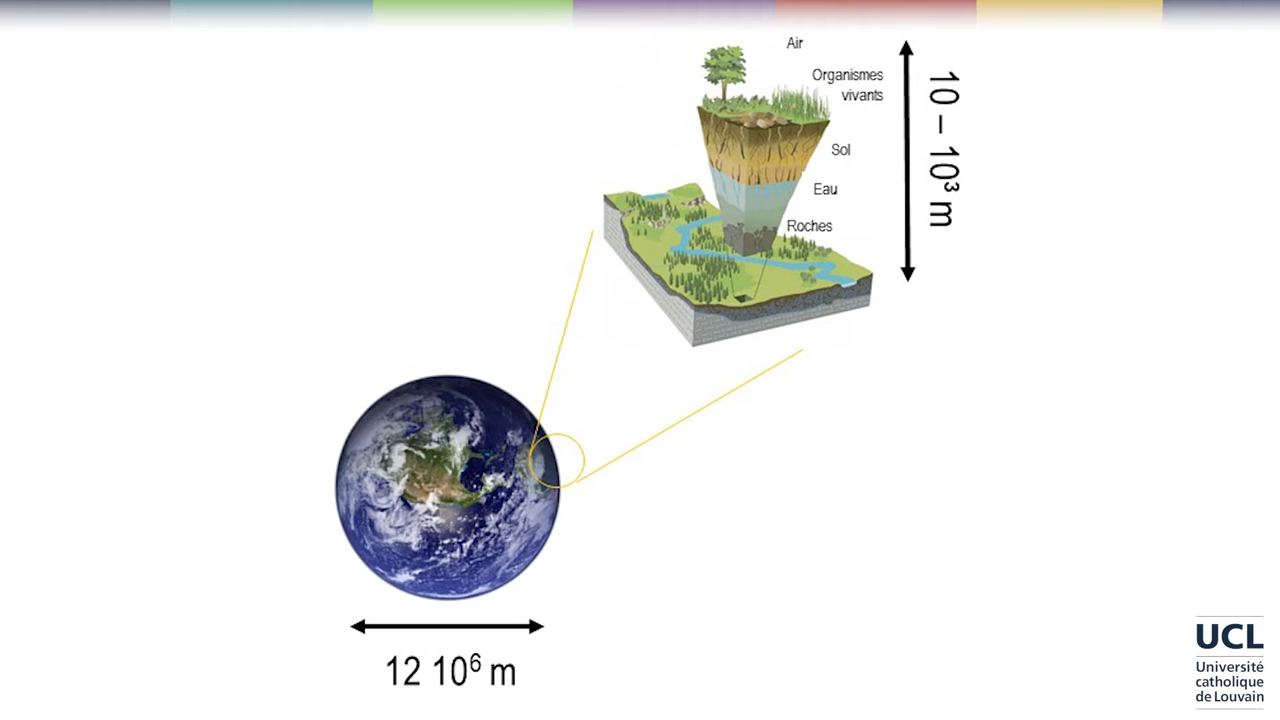 Air
Organismes
vivants
Sol
Eau
Roches
10 – 10³ m
12 10⁶ m
UCL
Université
catholique
de Louvain